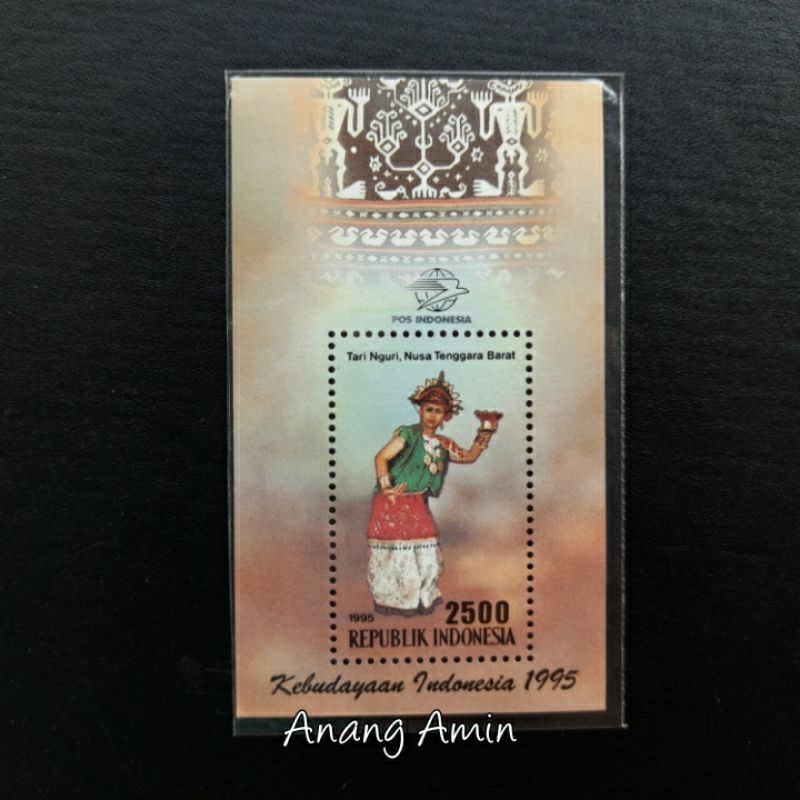 POS INDONESIA
Tari Nguri, Nusa Tenggara Barat
1995 2500
REPUBLIK INDONESIA
Kebudayaan Indonesia 1995
Anang Amin